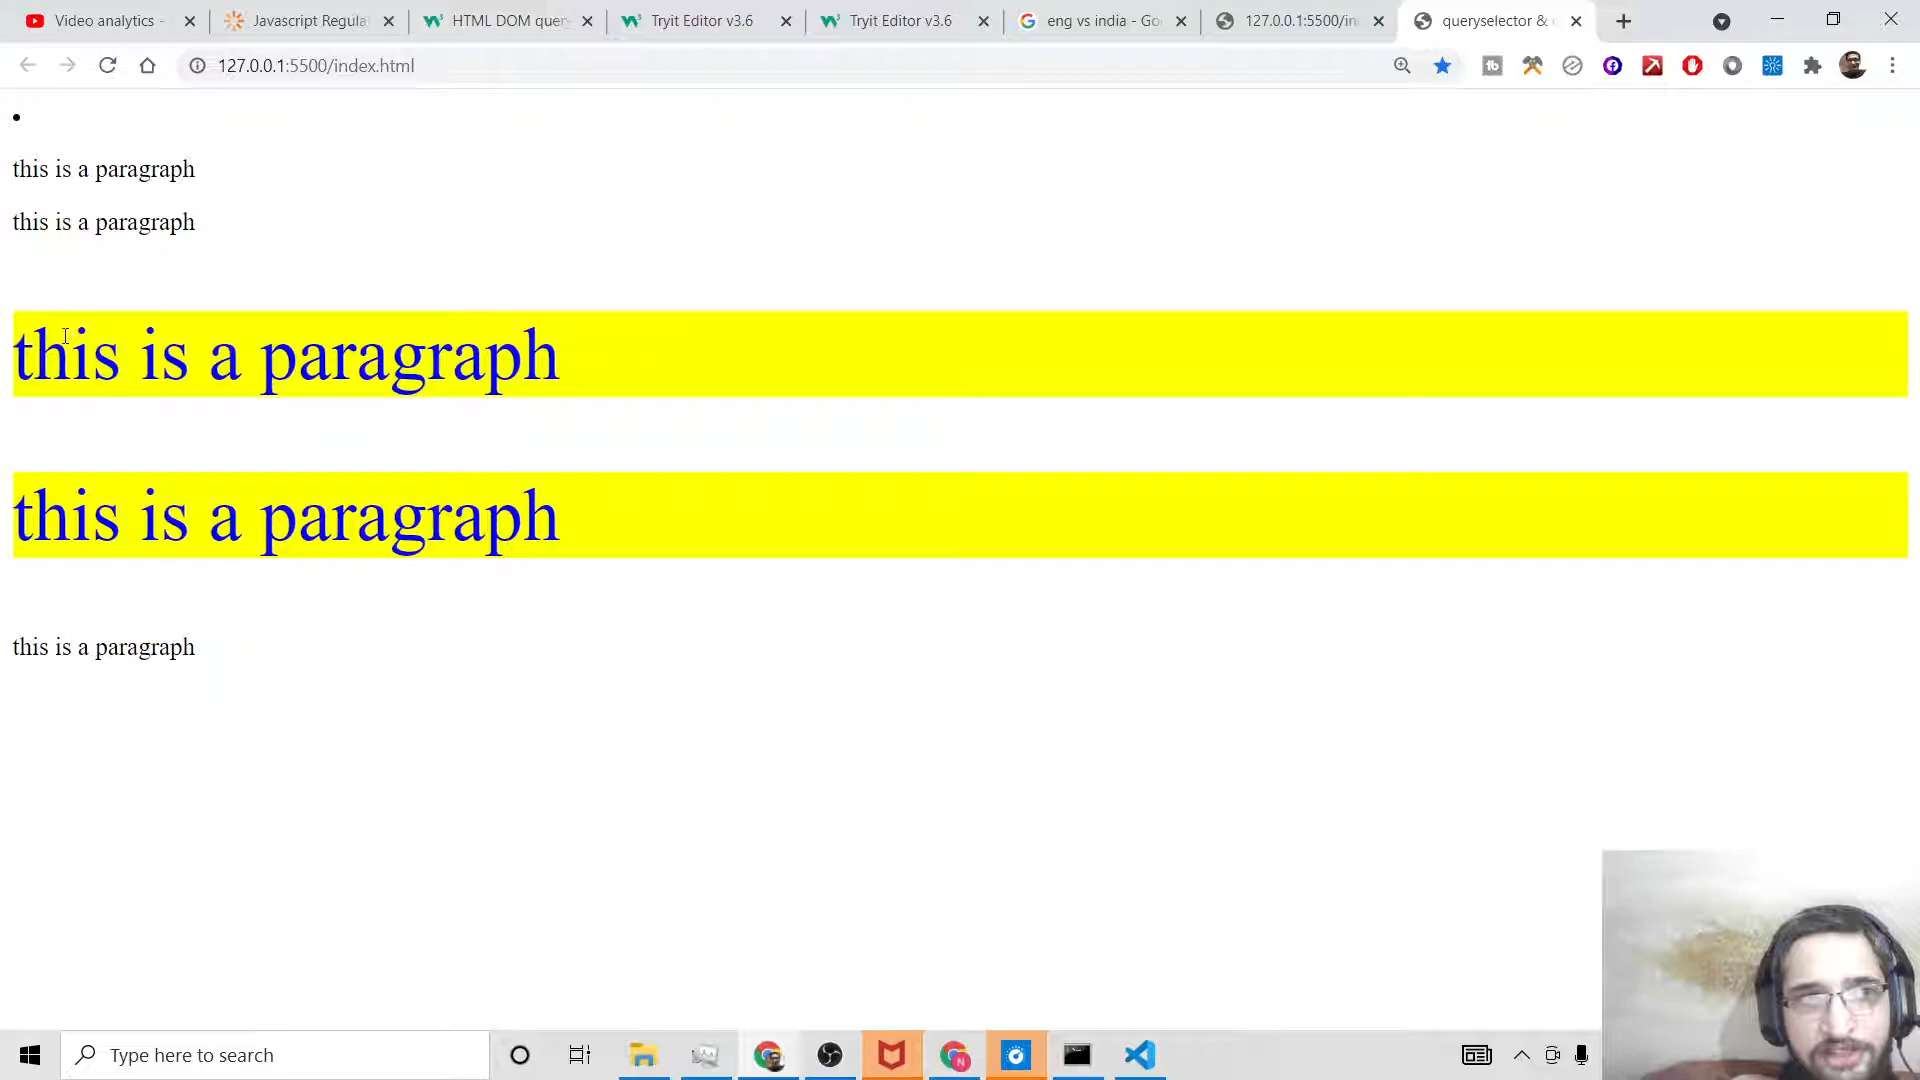 Video analytics -
Javascript Regula
HTML DOM quer
Tryit Editor v3.6
Tryit Editor v3.6
eng vs india - Go
127.0.0.1:5500/in
queryselector &
127.0.0.1:5500/index.html
this is a paragraph
this is a paragraph
this is a paragraph
this is a paragraph
this is a paragraph
Type here to search